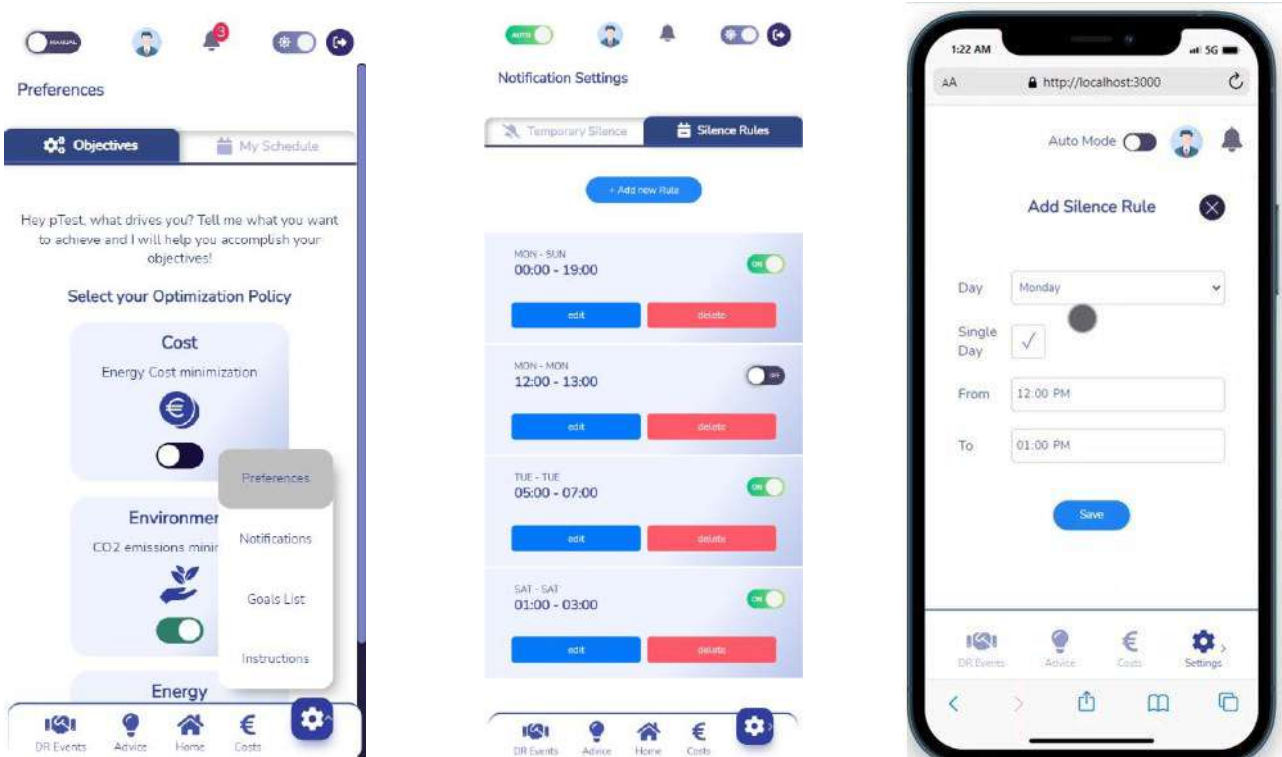 MANUAL
3
Preferences
Objectives
My Schedule
Hey pTest, what drives you? Tell me what you want
to achieve and I will help you accomplish your
objectives!
Select your Optimization Policy
Cost
Energy Cost minimization
€
Environmen
CO2 emissions minim
Energy
Preferences
Notifications
Goals List
Instructions
DR Events
Advice
Home
€
Costs
AUTO
Notification Settings
Temporary Silence
Silence Rules
+ Add new Rule
MON - SUN
00:00 - 19:00
ON
edit
delete
MON - MON
12:00 - 13:00
OFF
edit
delete
TUE - TUE
05:00 - 07:00
ON
edit
delete
SAT - SAT
01:00 - 03:00
ON
edit
delete
DR Events
Advice
Home
€
Costs
1:22 AM
5G
AA
http://localhost:3000
Auto Mode
Add Silence Rule
Day
Monday
Single
Day
From
12:00 PM
To
01:00 PM
Save
DR Events
Advice
€
Costs
Settings